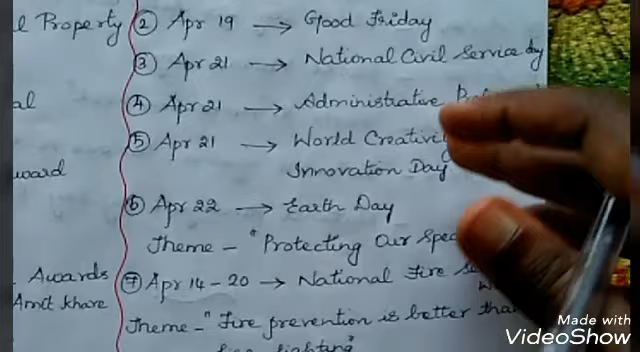 l Property
② Apr 19 → Good Friday
③ Apr 21 → National Civil Service day
al
④ Apr 21 → Administrative
⑤ Apr 21 → World
Innovation Day
ward
⑥ Apr 22 → Earth Day
Theme - "Protecting Our
Awards
Amit Khare
⑦ Apr 14-20 → National Fire
Theme - "Fire prevention is better than
fighting"
Made with
VideoShow